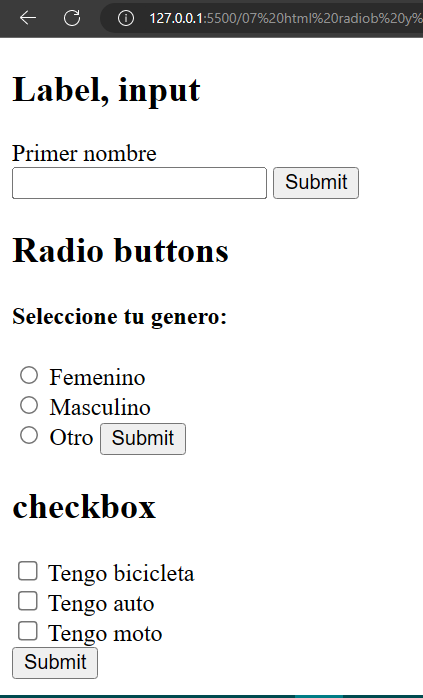 127.0.0.1:5500/07%20html%20radiob%20y%
Label, input
Primer nombre
Submit
Radio buttons
Seleccione tu genero:
Femenino
Masculino
Otro Submit
checkbox
Tengo bicicleta
Tengo auto
Tengo moto
Submit